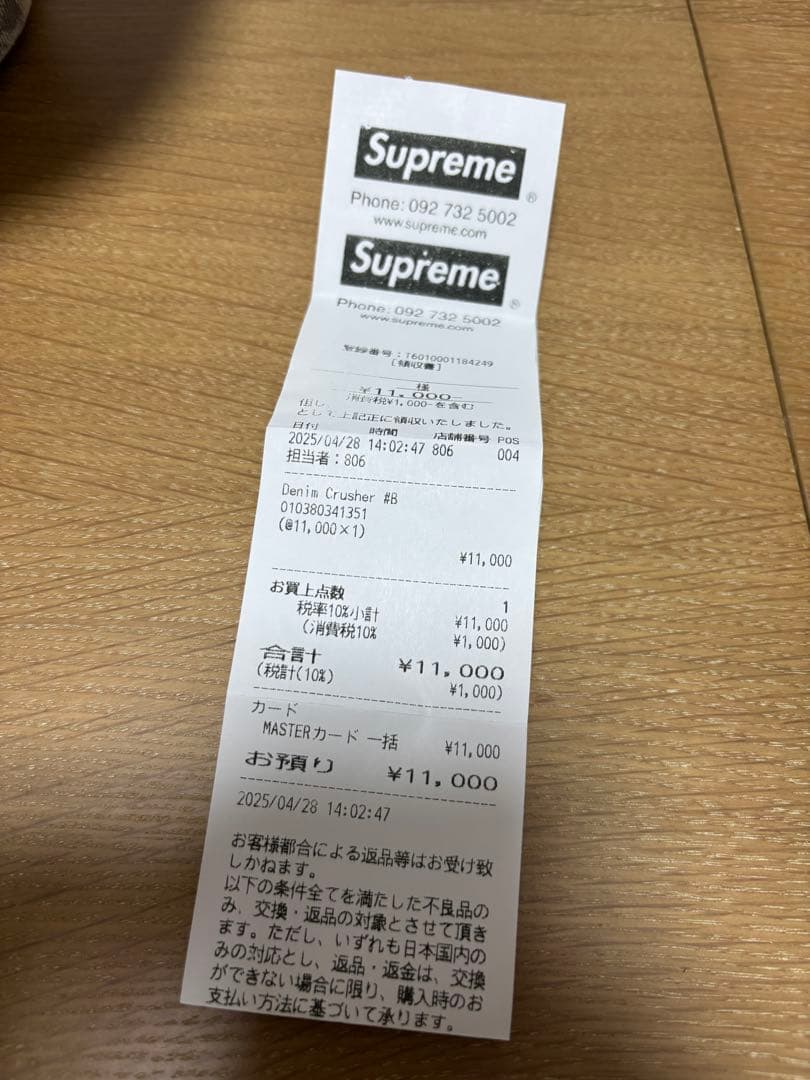 Supreme
®
Phone: 092 732 5002
www.supreme.com
Supreme
®
Phone: 092 732 5002
www.supreme.com
登録番号：T6010001184249
[領収書]
様
¥11,000
消費税¥1,000-を含む
但し、
として上記正に領収いたしました。
日付 時間 店舗番号 POS
2025/04/28 14:02:47 806 004
担当者：806
Denim Crusher #B
010380341351
(@11,000×1)
¥11,000
お買上点数 1
税率10%小計 ¥11,000
(消費税10% ¥1,000)
合計 ¥11,000
(税計(10%) ¥1,000)
カード
MASTERカード 一括 ¥11,000
お預り ¥11,000
2025/04/28 14:02:47
お客様都合による返品等はお受け致
しかねます。
以下の条件全てを満たした不良品の
み、交換・返品の対象とさせて頂き
ます。ただし、いずれも日本国内の
みの対応とし、返品・返金は、交換
ができない場合に限り、購入時のお
支払い方法に基づいて承ります。